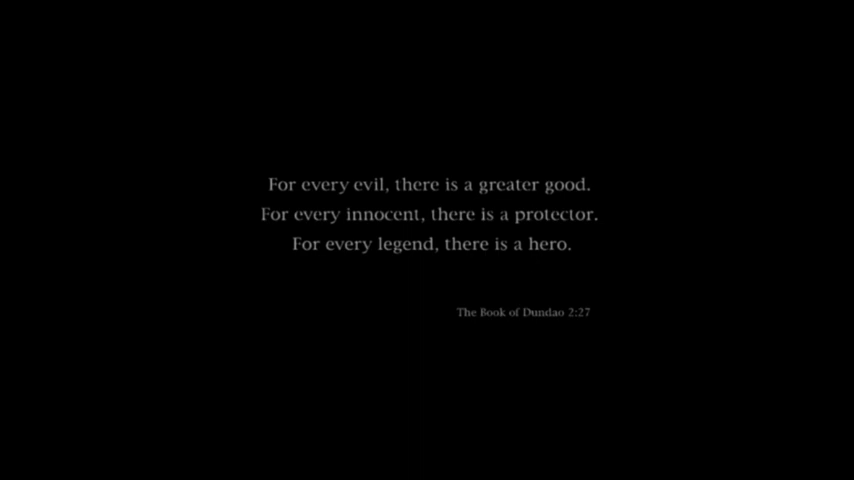 For every evil, there is a greater good.
For every innocent, there is a protector.
For every legend, there is a hero.
The Book of Dundao 2:27